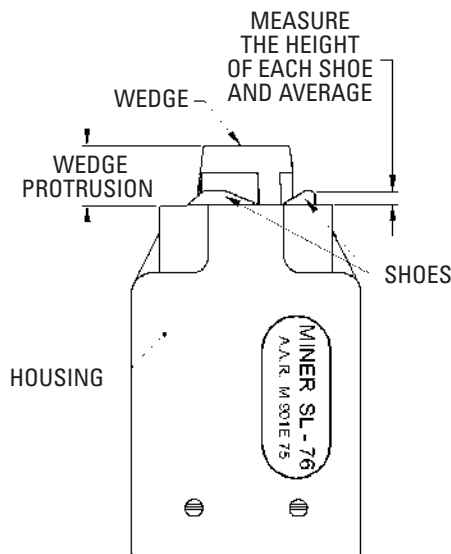 MEASURE
THE HEIGHT
OF EACH SHOE
AND AVERAGE
WEDGE
WEDGE
PROTRUSION
SHOES
HOUSING
MINER SL - 76
A.A.R. M 901E 75